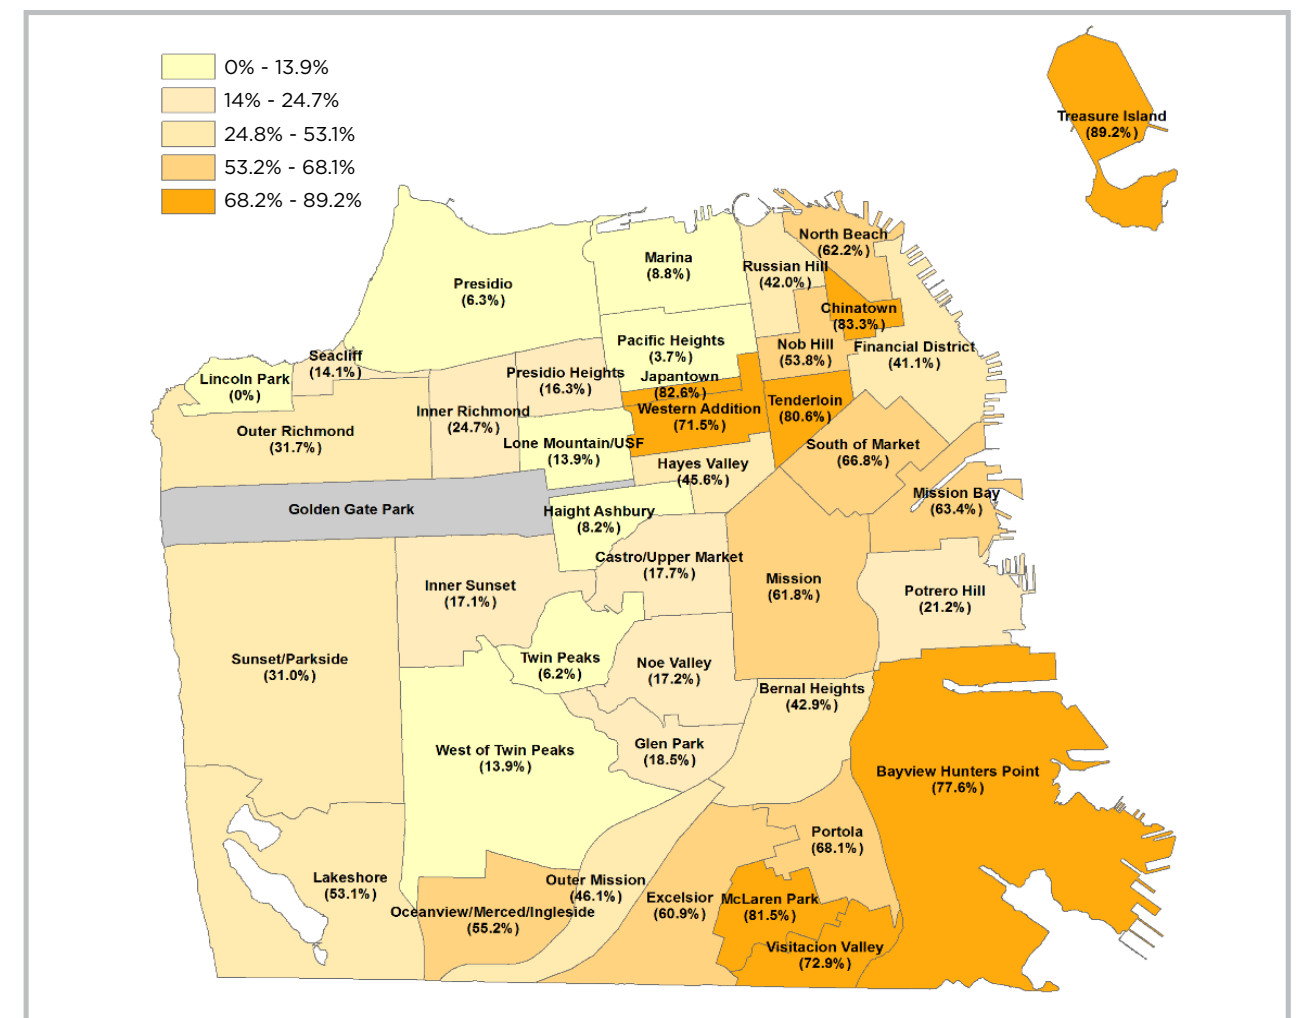 0% - 13.9%
14% - 24.7%
24.8% - 53.1%
53.2% - 68.1%
68.2% - 89.2%
Treasure Island
(89.2%)
North Beach
(62.2%)
Marina
(8.8%)
Russian Hill
(42.0%)
Presidio
(6.3%)
Chinatown
(83.3%)
Pacific Heights
(3.7%)
Nob Hill
(53.8%)
Financial District
(41.1%)
Seacliff
(14.1%)
Lincoln Park
(0%)
Presidio Heights
(16.3%)
Japantown
(82.6%)
Inner Richmond
(24.7%)
Western Addition
(71.5%)
Tenderloin
(80.6%)
Outer Richmond
(31.7%)
Lone Mountain/USF
(13.9%)
South of Market
(66.8%)
Hayes Valley
(45.6%)
Mission Bay
(63.4%)
Golden Gate Park
Haight Ashbury
(8.2%)
Castro/Upper Market
(17.7%)
Inner Sunset
(17.1%)
Mission
(61.8%)
Potrero Hill
(21.2%)
Sunset/Parkside
(31.0%)
Twin Peaks
(6.2%)
Noe Valley
(17.2%)
Bernal Heights
(42.9%)
West of Twin Peaks
(13.9%)
Glen Park
(18.5%)
Bayview Hunters Point
(77.6%)
Portola
(68.1%)
Lakeshore
(53.1%)
Outer Mission
(46.1%)
Excelsior
(60.9%)
McLaren Park
(81.5%)
Oceanview/Merced/Ingleside
(55.2%)
Visitacion Valley
(72.9%)